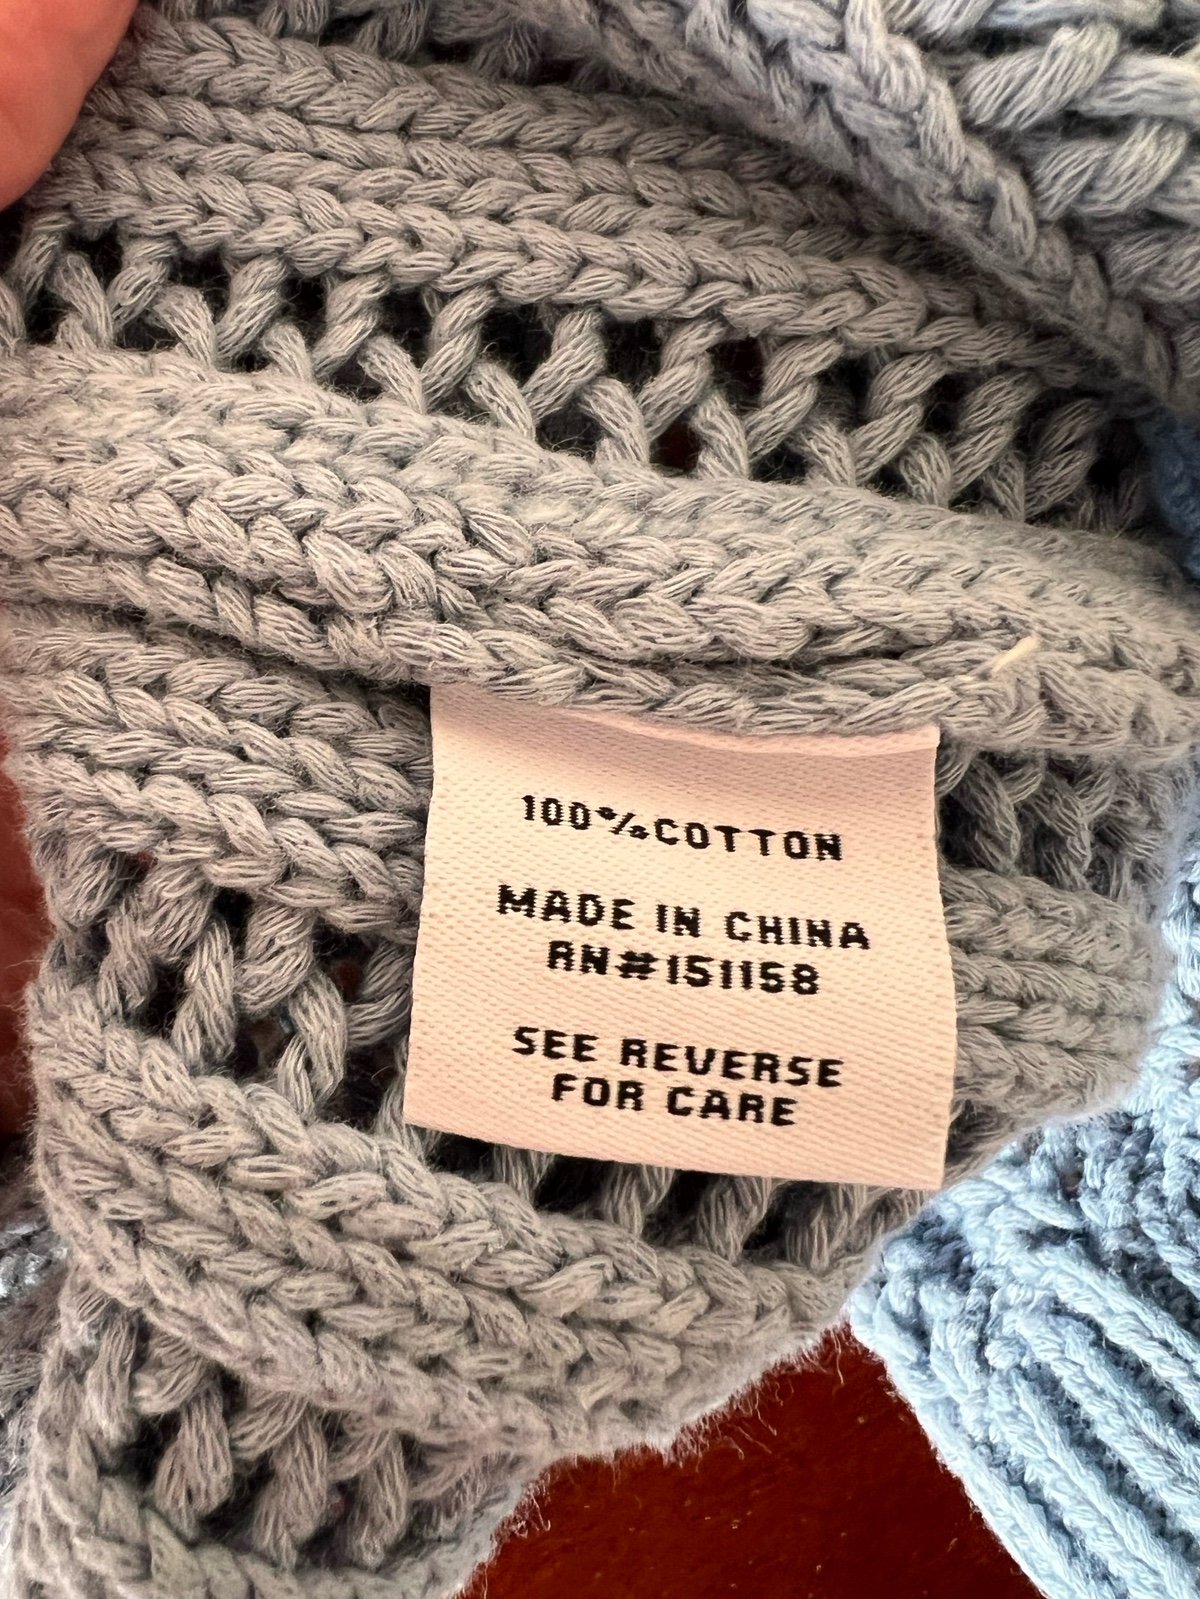 100%COTTON
MADE IN CHINA
RN#151158
SEE REVERSE
FOR CARE